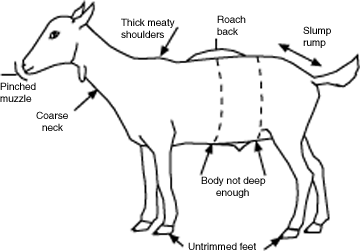 Thick meaty
shoulders
Roach
back
Slump
rump
Pinched
muzzle
Coarse
neck
Body not deep
enough
Untrimmed feet